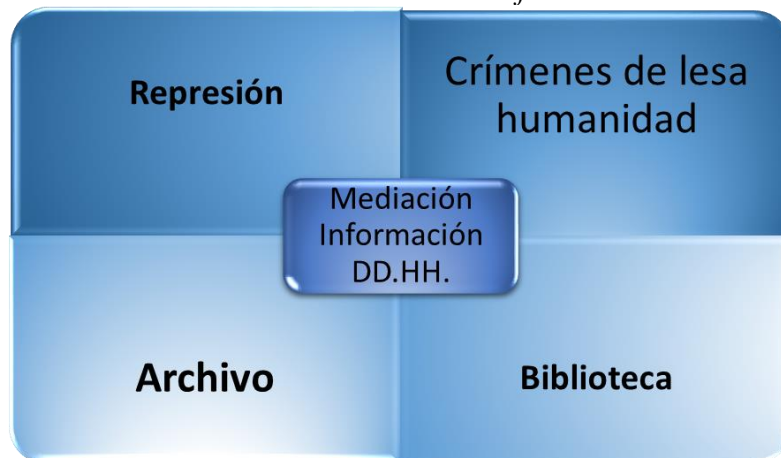 Represión
Crímenes de lesa
humanidad
Mediación
Información
DD.HH.
Archivo
Biblioteca